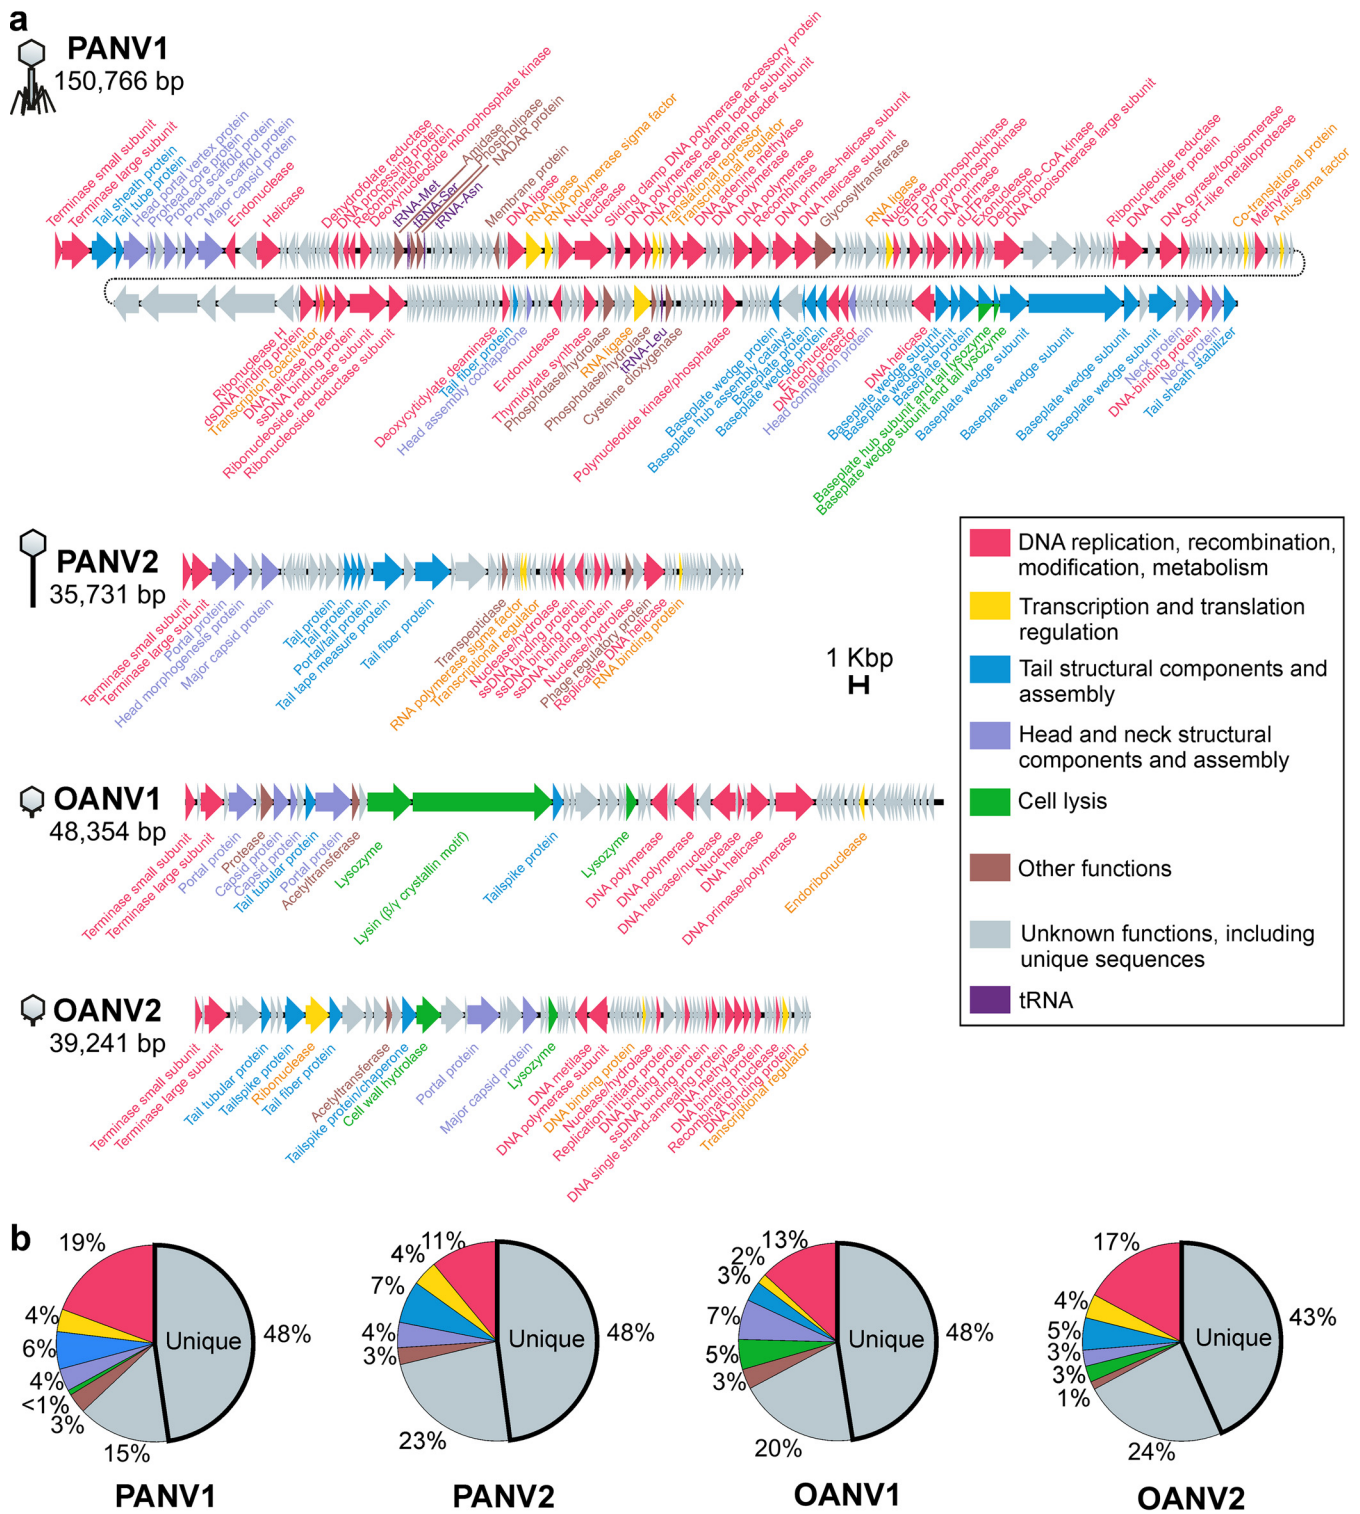 a
PANV1
150,766 bp
Terminase small subunit
Terminase large subunit
Tail sheath protein
Tail tube protein
Head portal vertex protein
Prohead core protein
Prohead scaffold protein
Prohead scaffold protein
Major capsid protein
Endonuclease
Helicase
Dehydrofolate reductase
DNA processing protein
Recombination protein
Deoxynucleoside monophosphate kinase
tRNA-Met
Amidase
tRNA-Ser
Phospholipase
tRNA-Asn
NADAR protein
Membrane protein
DNA ligase
RNA ligase
RNA polymerase sigma factor
Nuclease
Nuclease
Sliding clamp DNA polymerase accessory protein
DNA polymerase clamp loader subunit
DNA polymerase clamp loader subunit
Translational repressor
Transcriptional regulator
DNA adenine methylase
DNA polymerase
DNA polymerase
Recombinase
DNA primase-helicase subunit
DNA helicase subunit
Glycosyltransferase
RNA ligase
Nuclease
GTP pyrophosphokinase
GTP pyrophosphokinase
DNA primase
dUTPase
Exonuclease
Dephospho-CoA kinase
DNA topoisomerase large subunit
Ribonucleotide reductase
DNA transfer protein
DNA gyrase/topoisomerase
SprT-like metalloprotease
Co-translational protein
Methylase
Anti-sigma factor
Ribonuclease H
dsDNA binding protein
Transcription coactivator
DNA helicase loader
ssDNA binding protein
Ribonucleoside reductase subunit
Ribonucleoside reductase subunit
Deoxycytidylate deaminase
Tail fiber protein
Head assembly cochaperone
Endonuclease
Thymidylate synthase
Phosphotase/hydrolase
RNA ligase
Phosphotase/hydrolase
tRNA-Leu
Cysteine dioxygenase
Polynucleotide kinase/phosphatase
Baseplate wedge protein
Baseplate hub assembly catalyst
Baseplate protein
Baseplate wedge protein
Endonuclease
DNA end protector
Head completion protein
DNA helicase
Baseplate wedge subunit
Baseplate wedge subunit
Baseplate protein
Baseplate hub subunit and tail lysozyme
Baseplate wedge subunit and tail lysozyme
Baseplate wedge subunit
Baseplate wedge subunit
Baseplate wedge subunit
Baseplate wedge subunit
Neck protein
DNA-binding protein
Neck protein
Tail sheath stabilizer
PANV2
35,731 bp
Terminase small subunit
Terminase large subunit
Portal protein
Head morphogenesis protein
Major capsid protein
Tail protein
Tail protein
Portal/tail protein
Tail tape measure protein
Tail fiber protein
Transpeptidase
RNA polymerase sigma factor
Transcriptional regulator
Nuclease/hydrolase
ssDNA binding protein
ssDNA binding protein
ssDNA binding protein
Nuclease/hydrolase
Phage regulatory protein
Replicative DNA helicase
RNA binding protein
1 Kbp
DNA replication, recombination,
modification, metabolism
Transcription and translation
regulation
Tail structural components and
assembly
Head and neck structural
components and assembly
Cell lysis
Other functions
Unknown functions, including
unique sequences
tRNA
OANV1
48,354 bp
Terminase small subunit
Terminase large subunit
Portal protein
Protease
Capsid protein
Capsid protein
Tail tubular protein
Portal protein
Acetyltransferase
Lysozyme
Lysin (β/γ crystallin motif)
Tailspike protein
Lysozyme
DNA polymerase
DNA polymerase
DNA helicase/nuclease
Nuclease
DNA helicase
DNA primase/polymerase
Endoribonuclease
OANV2
39,241 bp
Terminase small subunit
Terminase large subunit
Tail tubular protein
Tailspike protein
Ribonuclease
Tail fiber protein
Acetyltransferase
Tailspike protein/chaperone
Cell wall hydrolase
Portal protein
Major capsid protein
Lysozyme
DNA metilase
DNA polymerase subunit
DNA binding protein
Nuclease/hydrolase
Replication initiator protein
DNA binding protein
ssDNA binding protein
DNA single strand-annealing protein
DNA methylase
DNA binding protein
Recombination nuclease
DNA binding protein
Transcriptional regulator
b
19%
4%
6%
4%
<1%
3%
15%
Unique
48%
PANV1
11%
4%
7%
4%
3%
23%
Unique
48%
PANV2
13%
2%
3%
7%
5%
3%
20%
Unique
48%
OANV1
17%
4%
5%
3%
3%
1%
24%
Unique
43%
OANV2